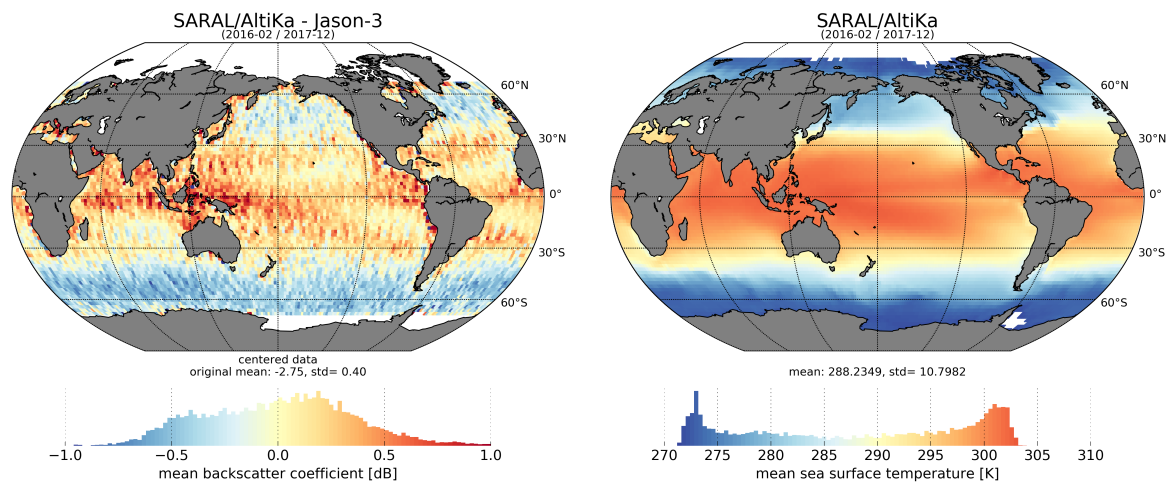 SARAL/AltiKa - Jason-3
(2016-02 / 2017-12)
60°N
30°N
0°
30°S
60°S
centered data
original mean: -2.75, std= 0.40
−1.0 −0.5 0.0 0.5 1.0
mean backscatter coefficient [dB]
SARAL/AltiKa
(2016-02 / 2017-12)
60°N
30°N
0°
30°S
60°S
mean: 288.2349, std= 10.7982
270 275 280 285 290 295 300 305 310
mean sea surface temperature [K]